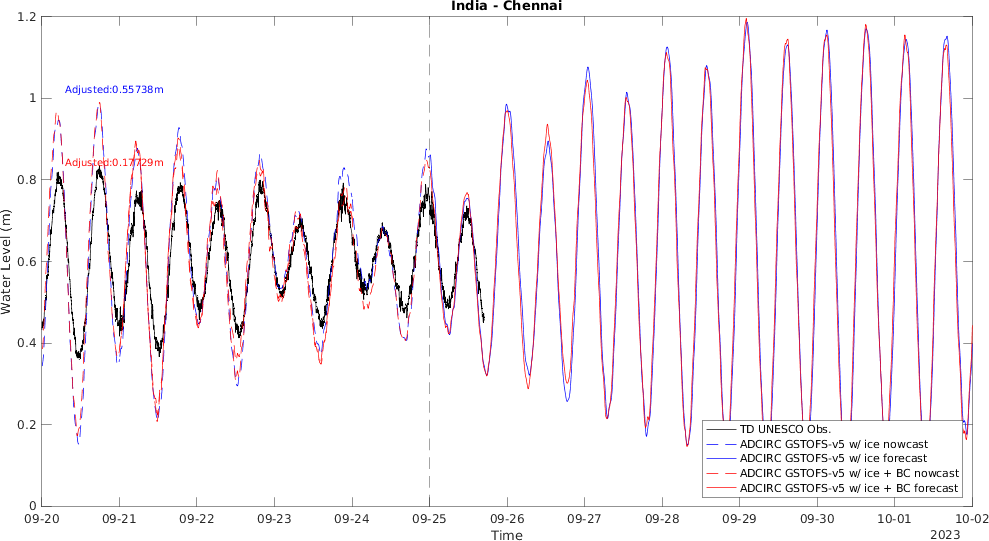 India - Chennai
1.2
1
0.8
0.6
0.4
0.2
0
Water Level (m)
Adjusted:0.55738m
Adjusted:0.17729m
TD UNESCO Obs.
ADCIRC GSTOFS-v5 w/ ice nowcast
ADCIRC GSTOFS-v5 w/ ice forecast
ADCIRC GSTOFS-v5 w/ ice + BC nowcast
ADCIRC GSTOFS-v5 w/ ice + BC forecast
09-20 09-21 09-22 09-23 09-24 09-25 09-26 09-27 09-28 09-29 09-30 10-01 10-02
Time
2023